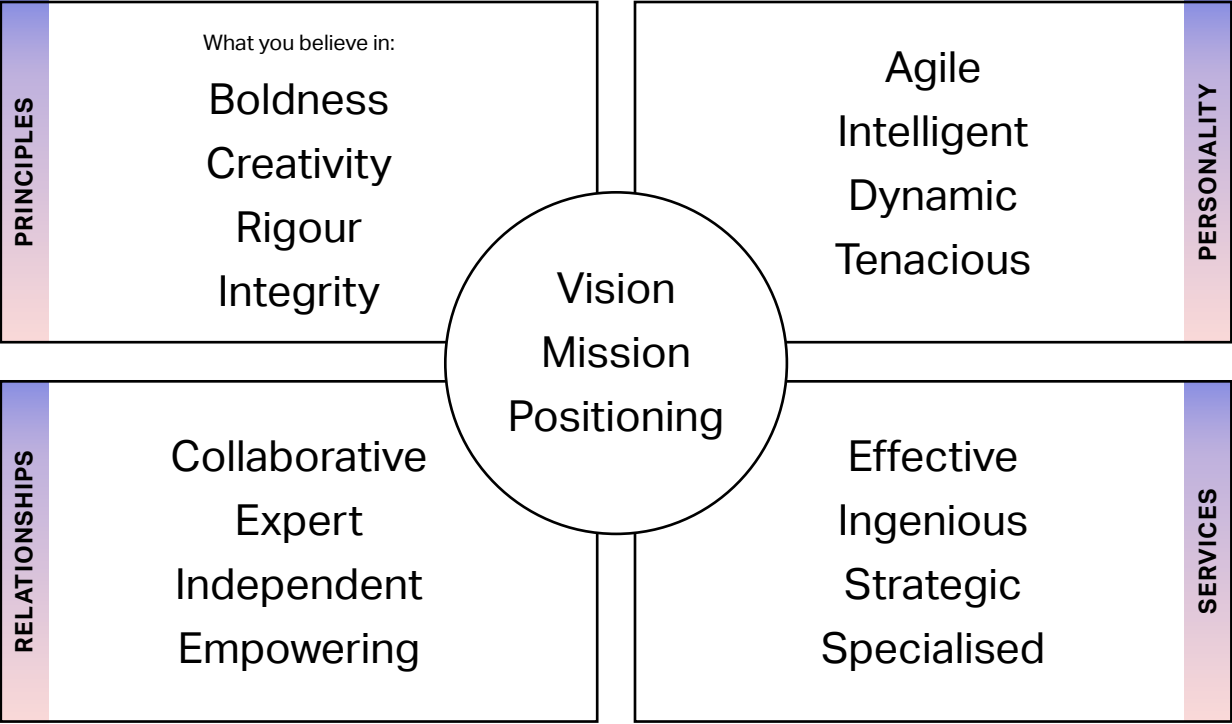 PRINCIPLES
What you believe in:
Boldness
Creativity
Rigour
Integrity
Agile
Intelligent
Dynamic
Tenacious
PERSONALITY
Vision
Mission
Positioning
RELATIONSHIPS
Collaborative
Expert
Independent
Empowering
Effective
Ingenious
Strategic
Specialised
SERVICES